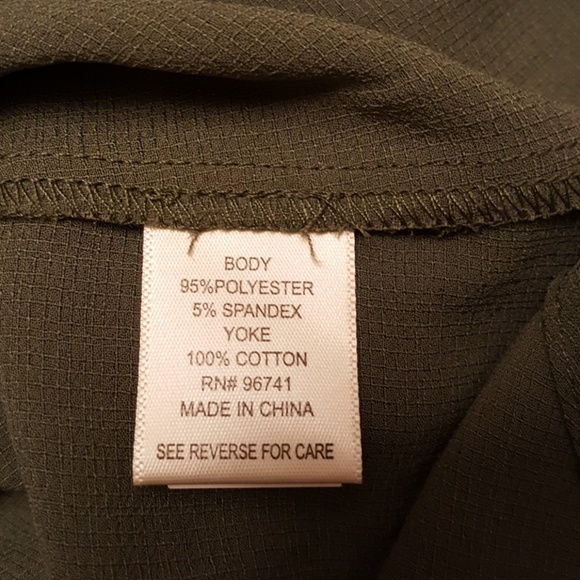 BODY
95%POLYESTER
5% SPANDEX
YOKE
100% COTTON
RN# 96741
MADE IN CHINA
SEE REVERSE FOR CARE